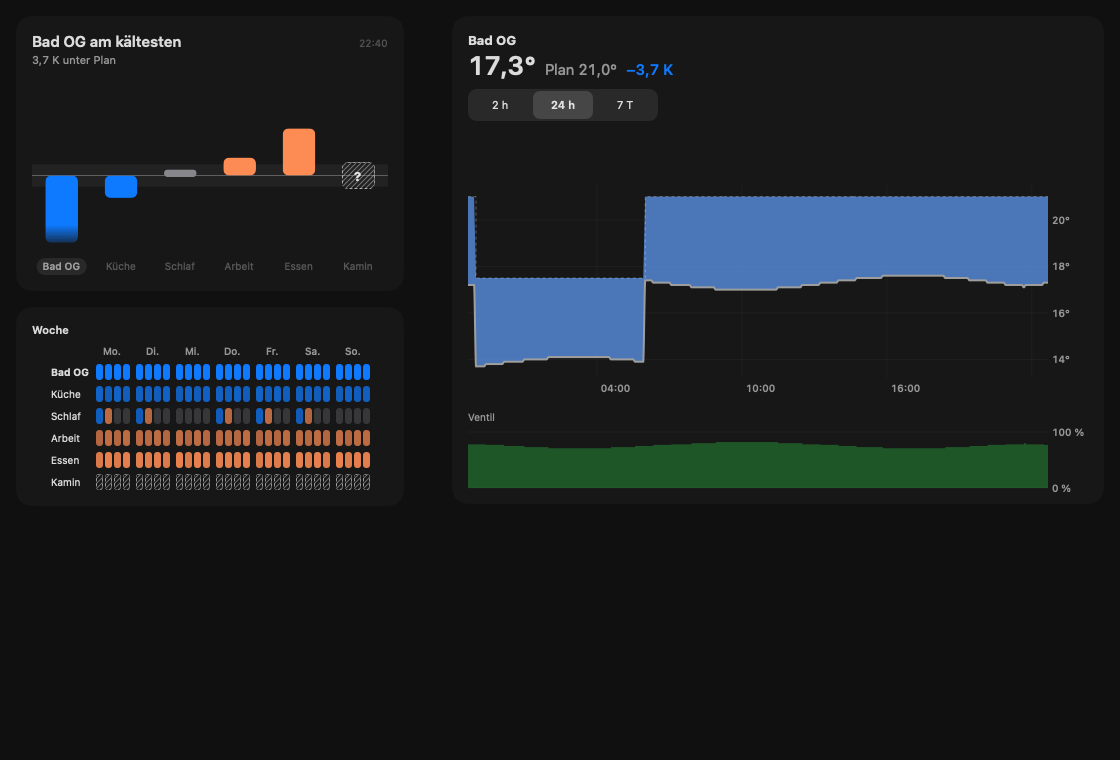 Bad OG am kältesten
22:40
3,7 K unter Plan
?
Bad OG Küche Schlaf Arbeit Essen Kamin
Woche
Mo. Di. Mi. Do. Fr. Sa. So.
Bad OG
Küche
Schlaf
Arbeit
Essen
Kamin
Bad OG
17,3° Plan 21,0° −3,7 K
2 h 24 h 7 T
20°
18°
16°
14°
04:00 10:00 16:00
Ventil
100 %
0 %